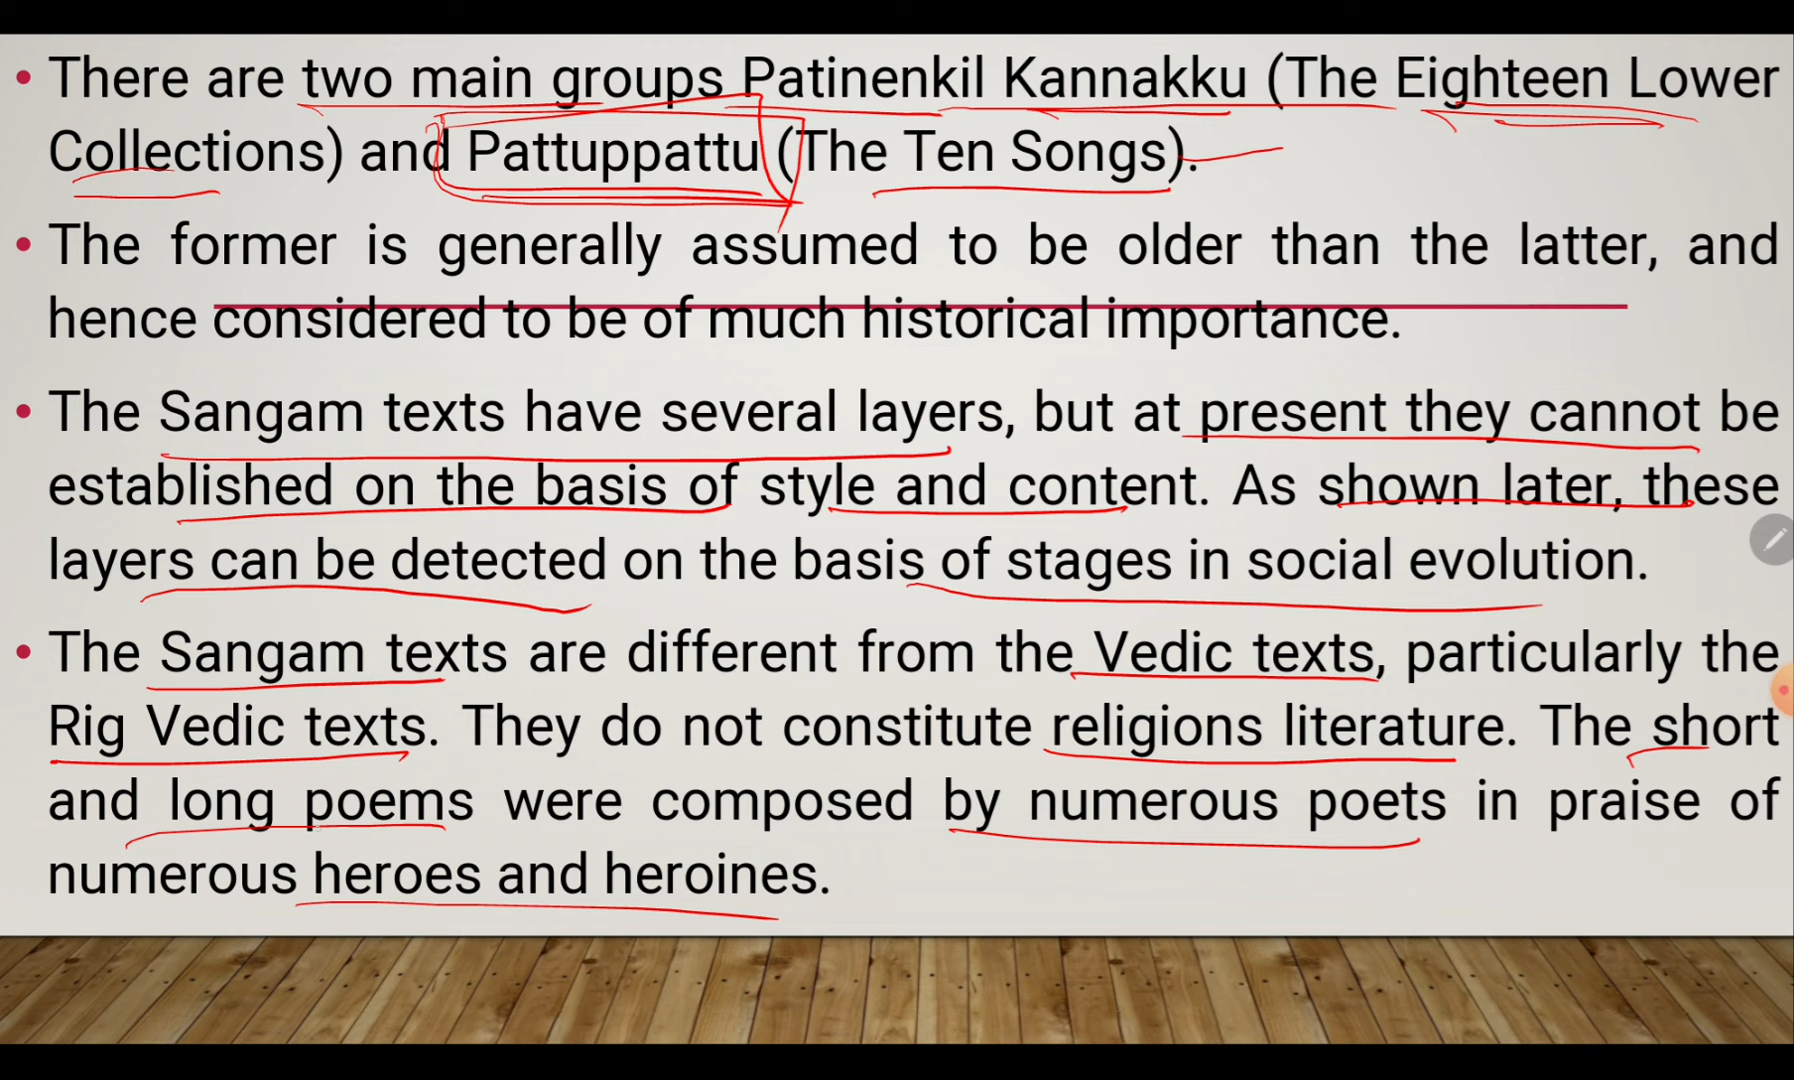 • There are two main groups Patinenkil Kannakku (The Eighteen Lower
Collections) and Pattuppattu (The Ten Songs).
• The former is generally assumed to be older than the latter, and
hence considered to be of much historical importance.
• The Sangam texts have several layers, but at present they cannot be
established on the basis of style and content. As shown later, these
layers can be detected on the basis of stages in social evolution.
• The Sangam texts are different from the Vedic texts, particularly the
Rig Vedic texts. They do not constitute religions literature. The short
and long poems were composed by numerous poets in praise of
numerous heroes and heroines.